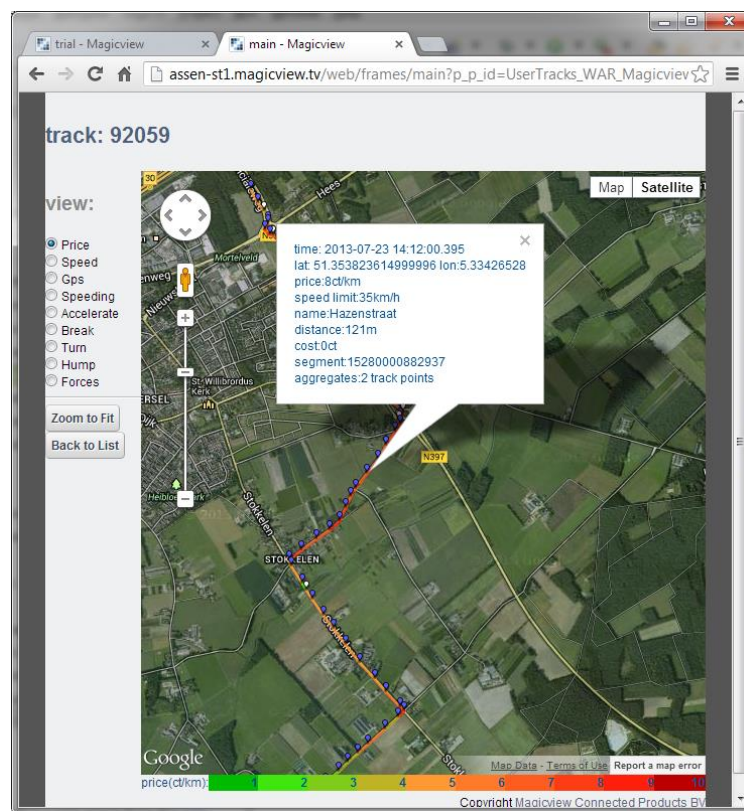 trial - Magicview
main - Magicview
assen-st1.magicview.tv/web/frames/main?p_p_id=UserTracks_WAR_Magicview
track: 92059
view:
Price
Speed
Gps
Speeding
Accelerate
Break
Turn
Hump
Forces
Zoom to Fit
Back to List
30
Hees
Map
Satellite
Mortelveld
time: 2013-07-23 14:12:00.395
lat: 51.353823614999996 lon:5.33426528
price:8ct/km
speed limit:35km/h
name:Hazenstraat
distance:121m
cost:0ct
segment:15280000882937
aggregates:2 track points
St. Willibrordus
Kerk
N397
Stokkelen
STOKKELEN
Stokkelen
Google
Map Data - Terms of Use
Report a map error
price(ct/km):
1 2 3 4 5 6 7 8 9 10
Copyright Magicview Connected Products BV